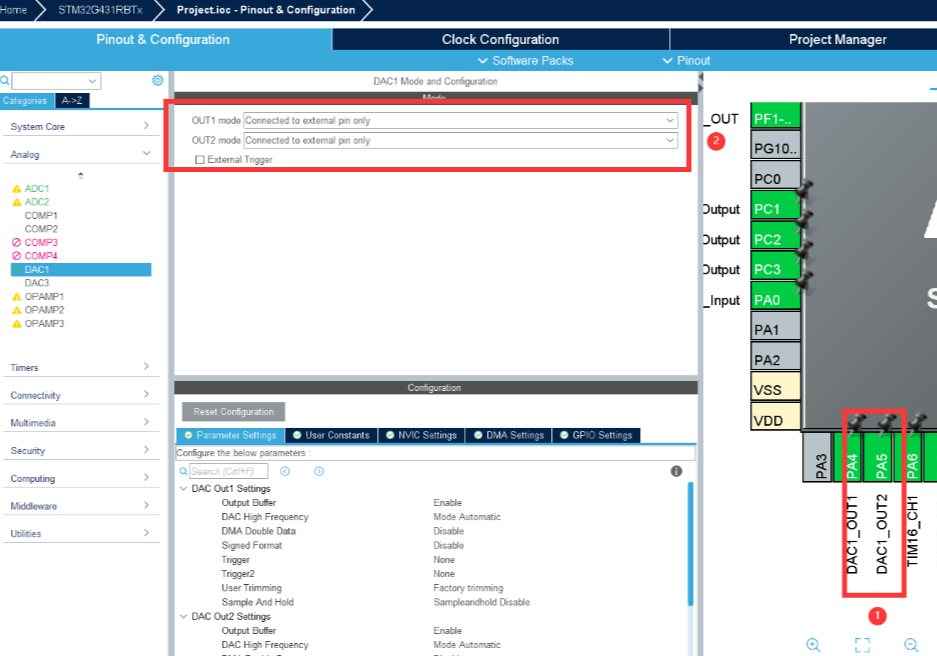 Home STM32G431RBTx Project.ioc - Pinout & Configuration
Pinout & Configuration Clock Configuration Project Manager
Software Packs Pinout
Categories A->Z
System Core
Analog
ADC1
ADC2
COMP1
COMP2
COMP3
COMP4
DAC1
DAC3
OPAMP1
OPAMP2
OPAMP3
Timers
Connectivity
Multimedia
Security
Computing
Middleware
Utilities
DAC1 Mode and Configuration
Mode
OUT1 mode Connected to external pin only
OUT2 mode Connected to external pin only
External Trigger
Configuration
Reset Configuration
Parameter Settings User Constants NVIC Settings DMA Settings GPIO Settings
Configure the below parameters :
Search (Crtl+F)
DAC Out1 Settings
Output Buffer Enable
DAC High Frequency Mode Automatic
DMA Double Data Disable
Signed Format Disable
Trigger None
Trigger2 None
User Trimming Factory trimming
Sample And Hold Sampleandhold Disable
DAC Out2 Settings
Output Buffer Enable
DAC High Frequency Mode Automatic
_OUT PF1-..
2
PG10..
PC0
Output PC1
Output PC2
Output PC3
_Input PA0
PA1
PA2
VSS
VDD
PA3
PA4
PA5
PA6
DAC1_OUT1
DAC1_OUT2
TIM16_CH1
1
S